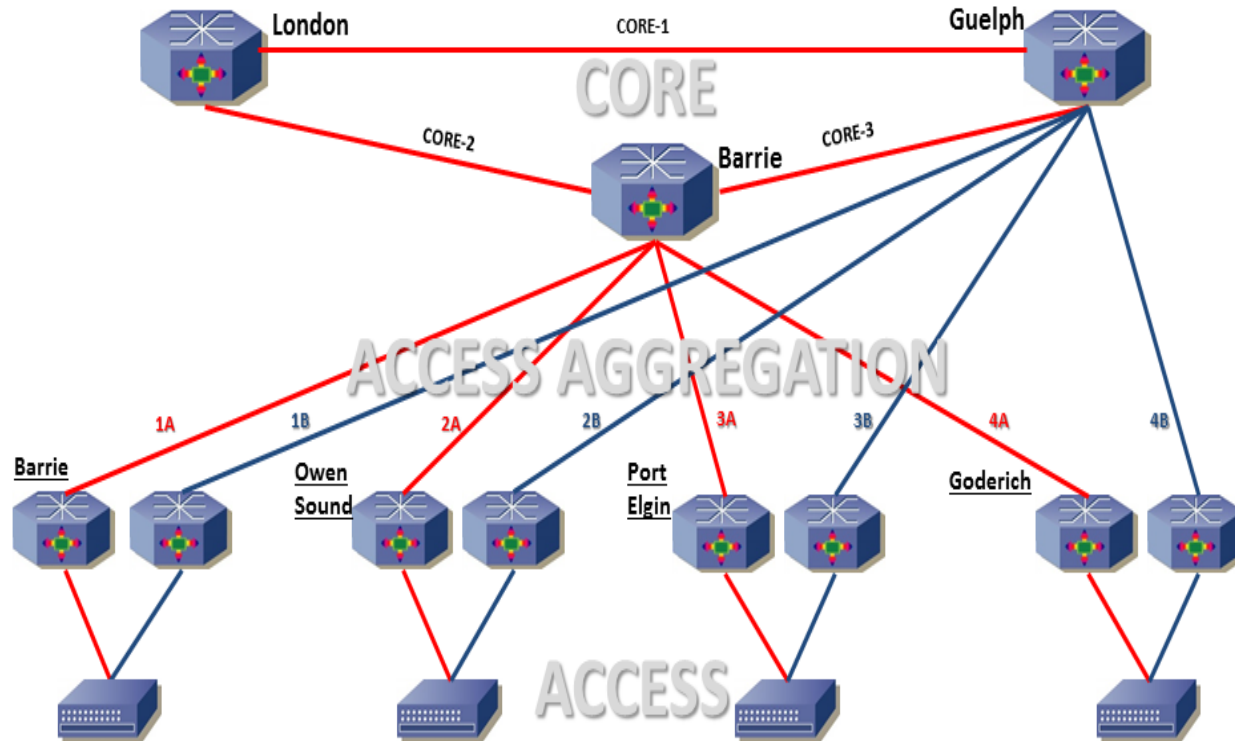 London
CORE-1
Guelph
CORE
CORE-2
CORE-3
Barrie
ACCESS AGGREGATION
1A
1B
2A
2B
3A
3B
4A
4B
Barrie
Owen
Sound
Port
Elgin
Goderich
ACCESS